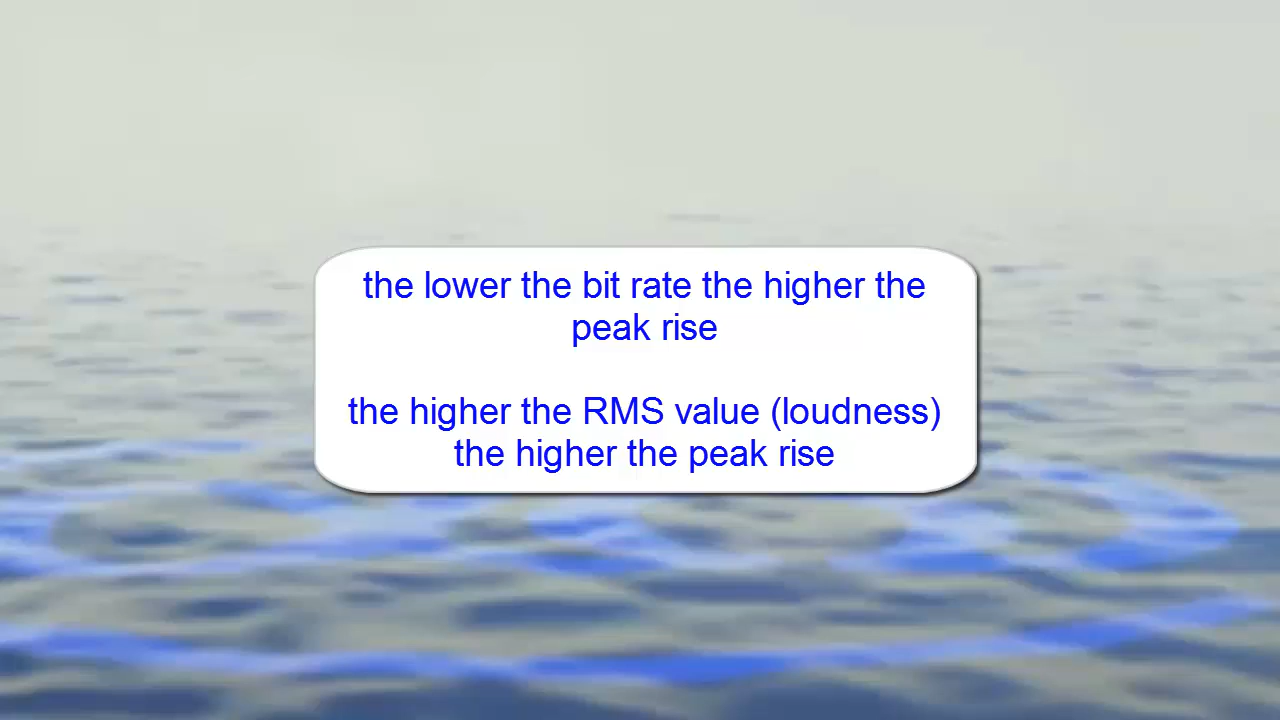 the lower the bit rate the higher the
peak rise
the higher the RMS value (loudness)
the higher the peak rise